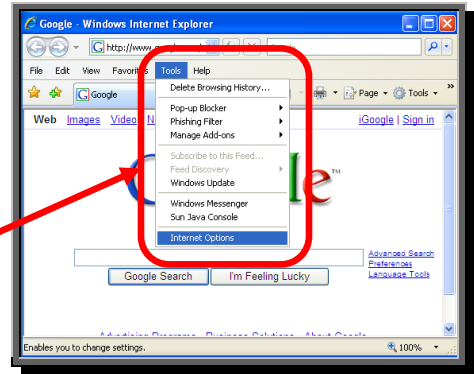 Google - Windows Internet Explorer
http://www.
File Edit View Favorites Tools Help
Google
Page Tools »
Delete Browsing History...
Pop-up Blocker
Phishing Filter
Manage Add-ons
Subscribe to this Feed...
Feed Discovery
Windows Update
Windows Messenger
Sun Java Console
Internet Options
Web Images Video N iGoogle | Sign in
le™
Advanced Search
Preferences
Language Tools
Google Search I'm Feeling Lucky
Enables you to change settings. 100%